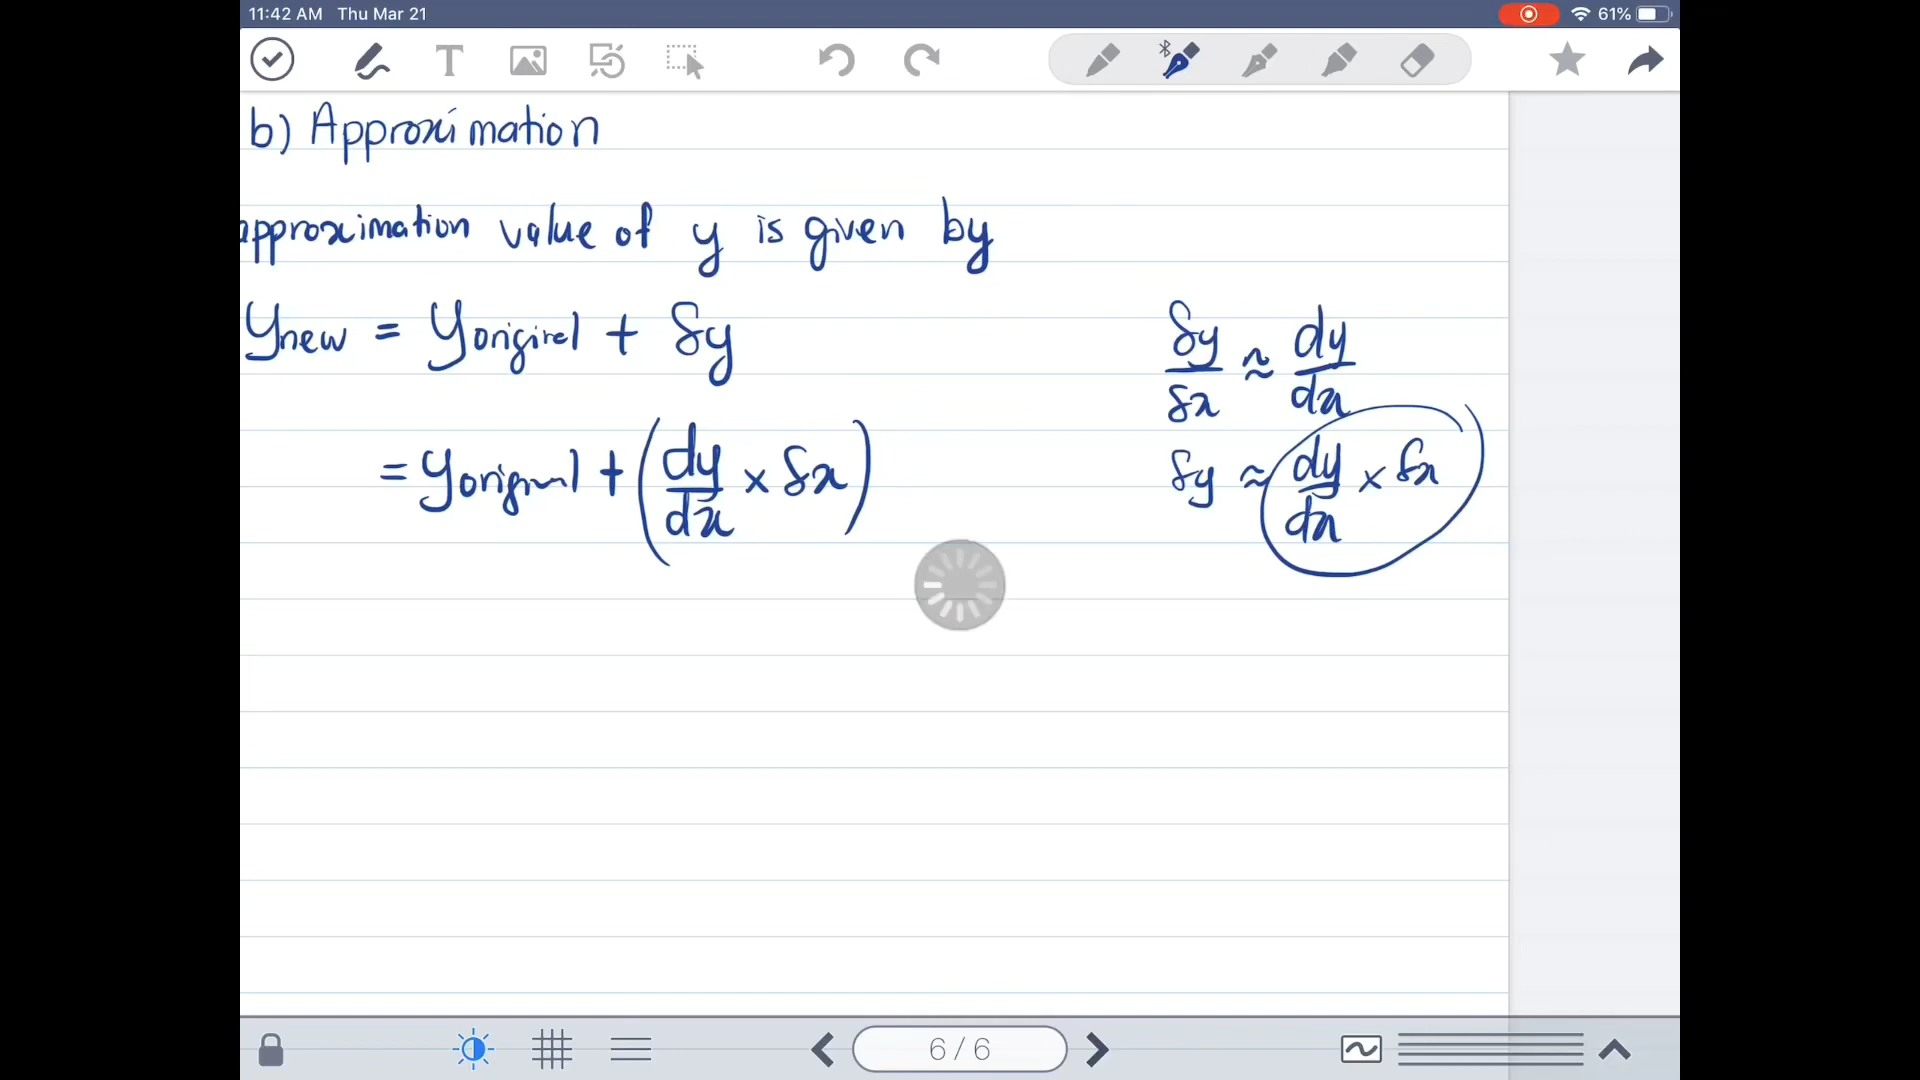 11:42 AM Thu Mar 21
61%
T
b) Approximation
approximation value of y is given by
ynew = yoriginal + δy
= yoriginal + (dy/dx × δx)
δy/δx ≈ dy/dx
δy ≈ dy/dx × δx
6 / 6